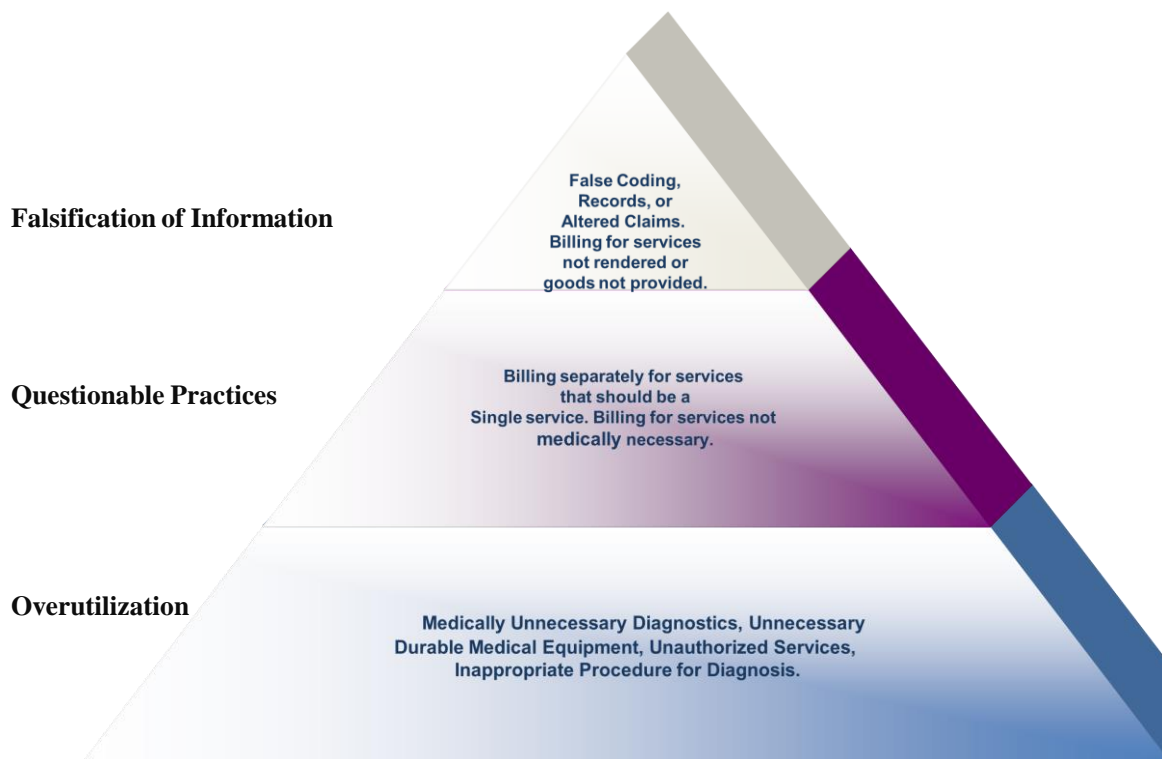 False Coding,
Records, or
Altered Claims.
Billing for services
not rendered or
goods not provided.
Falsification of Information
Billing separately for services
that should be a
Single service. Billing for services not
medically necessary.
Questionable Practices
Overutilization
Medically Unnecessary Diagnostics, Unnecessary
Durable Medical Equipment, Unauthorized Services,
Inappropriate Procedure for Diagnosis.